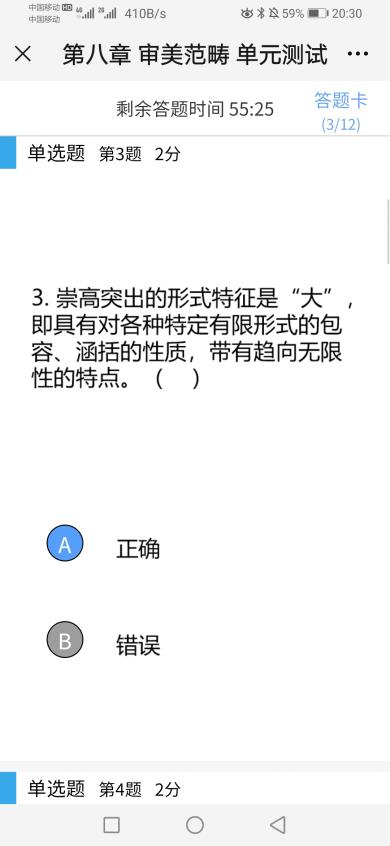 中国移动 HD 4G 2G 410B/s 59% 20:30
中国移动
第八章 审美范畴 单元测试
剩余答题时间 55:25
答题卡
(3/12)
单选题 第3题 2分
3. 崇高突出的形式特征是“大”，
即具有对各种特定有限形式的包
容、涵括的性质，带有趋向无限
性的特点。（ ）
A 正确
B 错误
单选题 第4题 2分